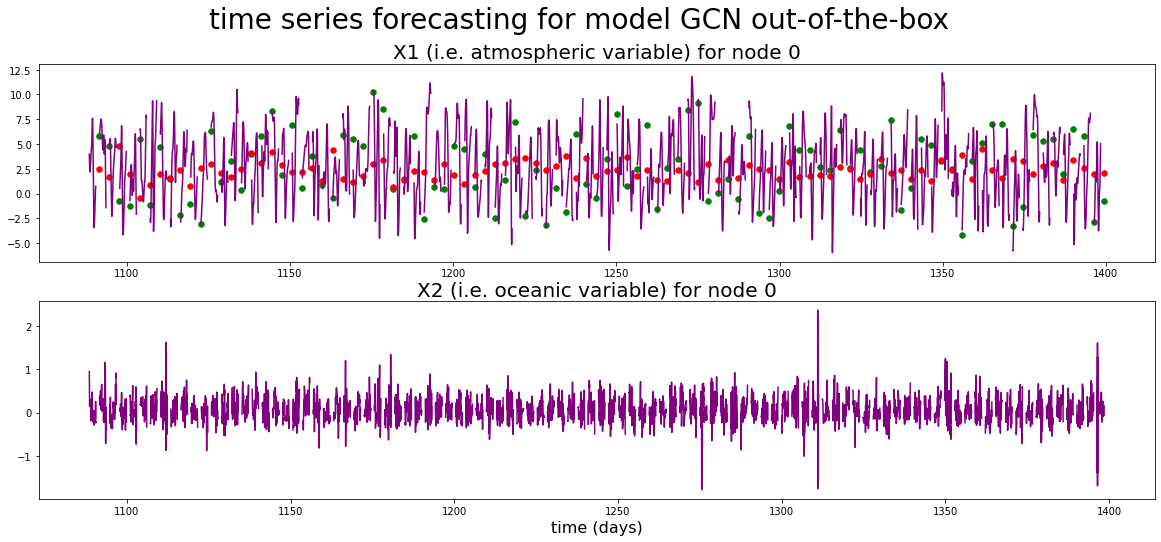 time series forecasting for model GCN out-of-the-box
X1 (i.e. atmospheric variable) for node 0
12.5
10.0
7.5
5.0
2.5
0.0
−2.5
−5.0
1100 1150 1200 1250 1300 1350 1400
X2 (i.e. oceanic variable) for node 0
2
1
0
−1
1100 1150 1200 1250 1300 1350 1400
time (days)